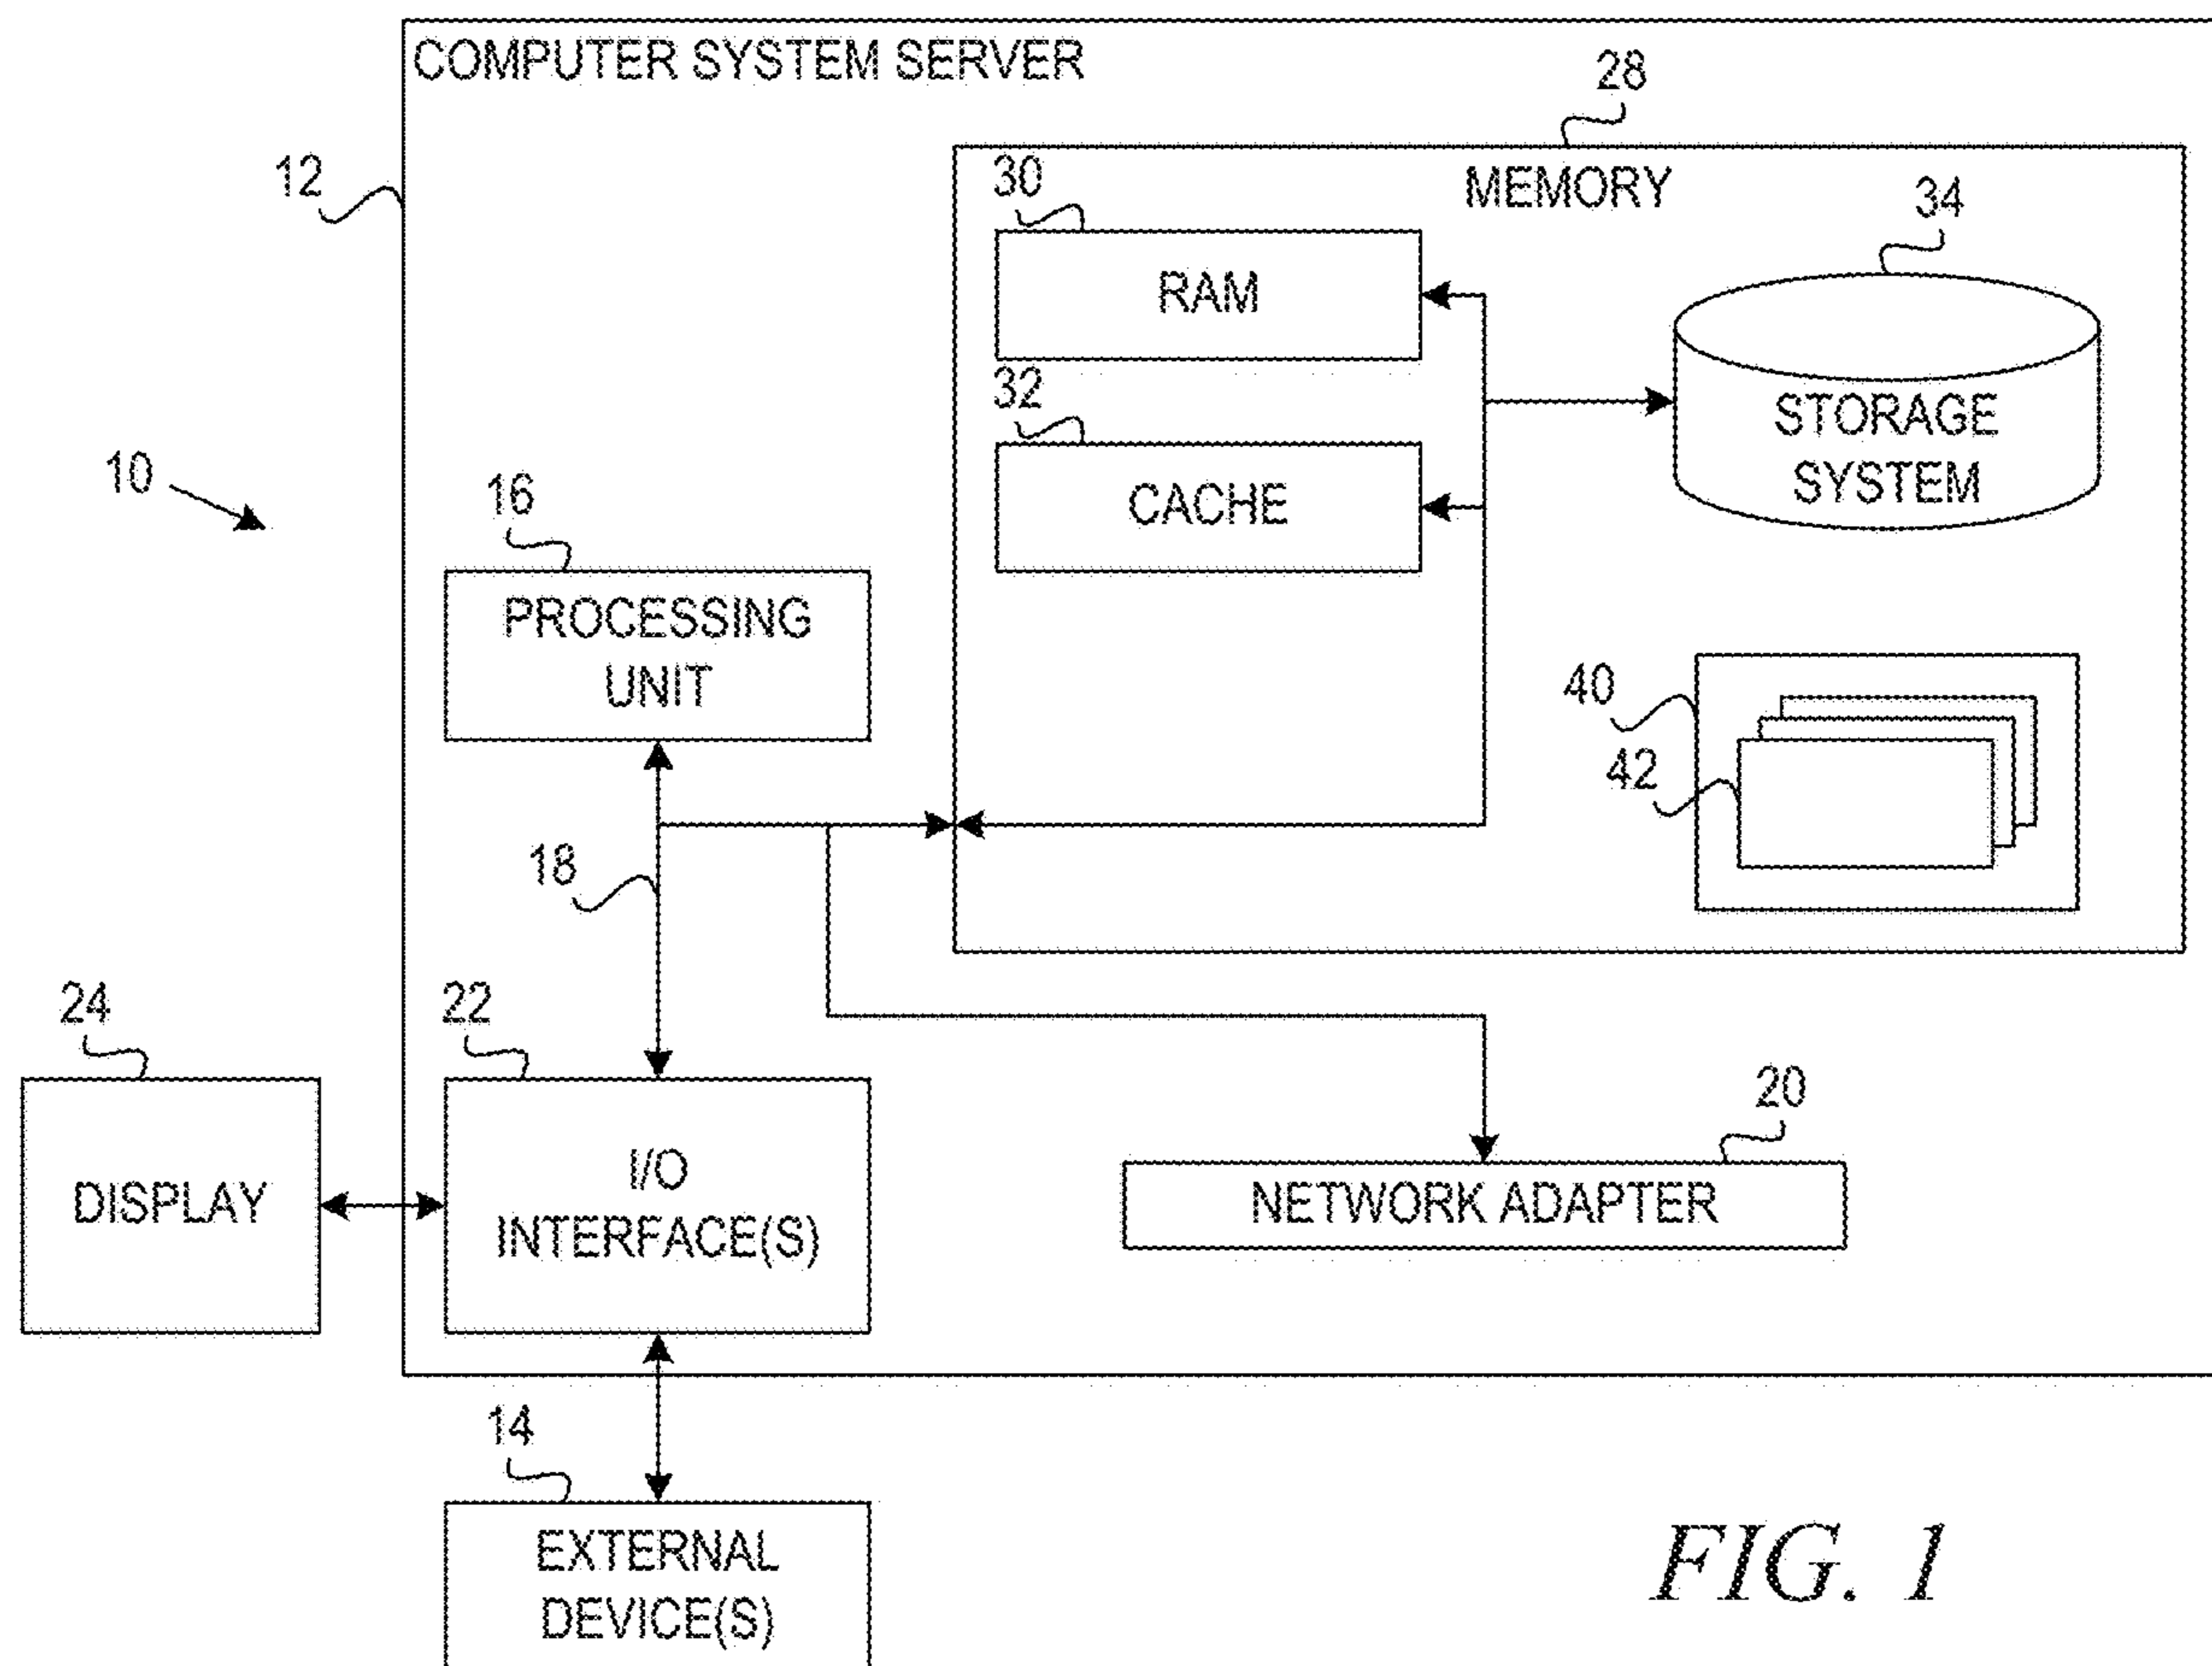 COMPUTER SYSTEM SERVER
28
12
30
MEMORY
34
RAM
32
STORAGE
SYSTEM
10
16
CACHE
PROCESSING
UNIT
40
42
18
24
22
20
DISPLAY
I/O
INTERFACE(S)
NETWORK ADAPTER
14
EXTERNAL
DEVICE(S)
FIG. 1